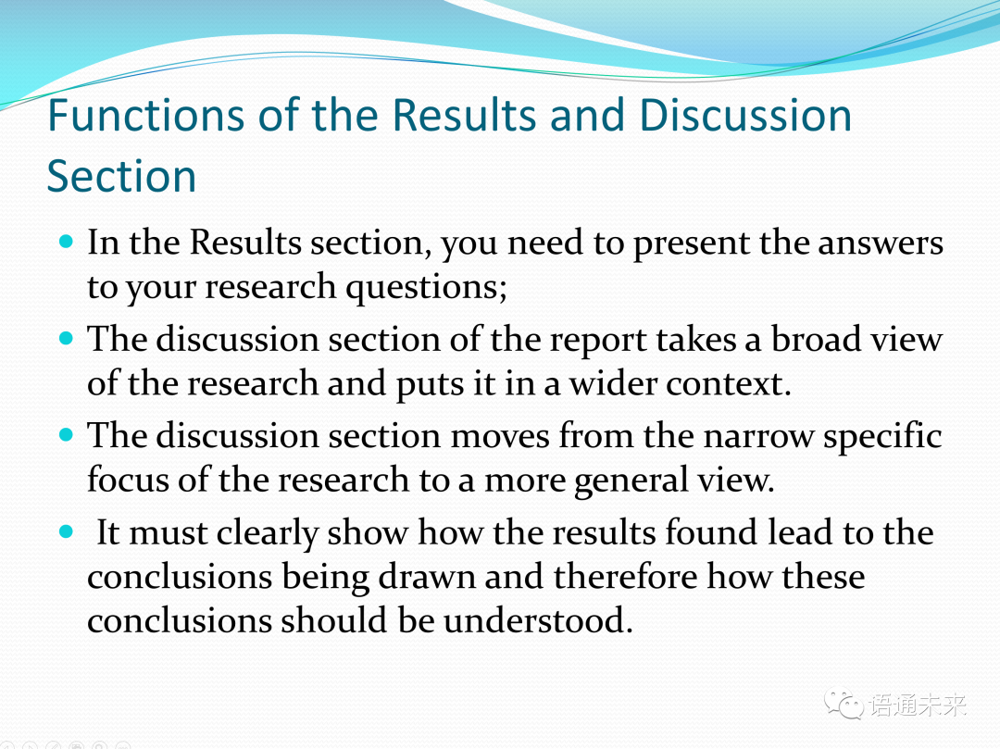 Functions of the Results and Discussion
Section
• In the Results section, you need to present the answers
to your research questions;
• The discussion section of the report takes a broad view
of the research and puts it in a wider context.
• The discussion section moves from the narrow specific
focus of the research to a more general view.
• It must clearly show how the results found lead to the
conclusions being drawn and therefore how these
conclusions should be understood.
语通未来